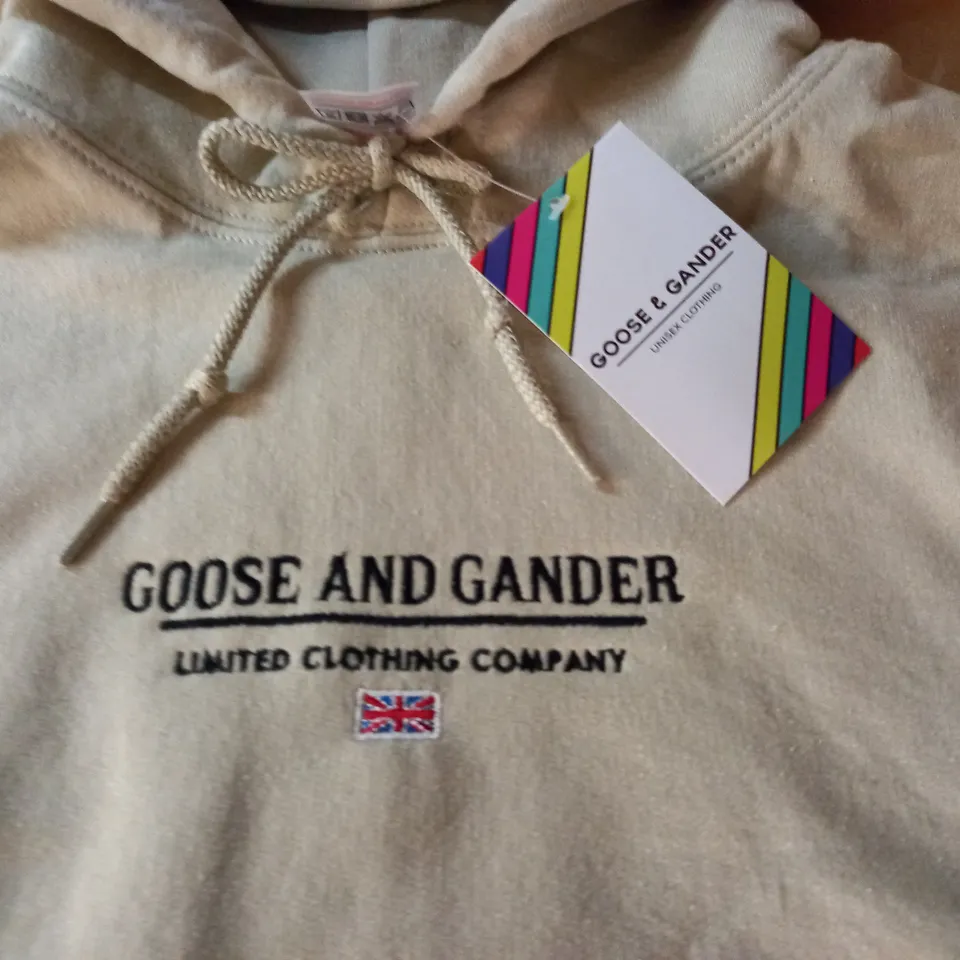 GOOSE & GANDER
UNISEX CLOTHING
GOOSE AND GANDER
LIMITED CLOTHING COMPANY